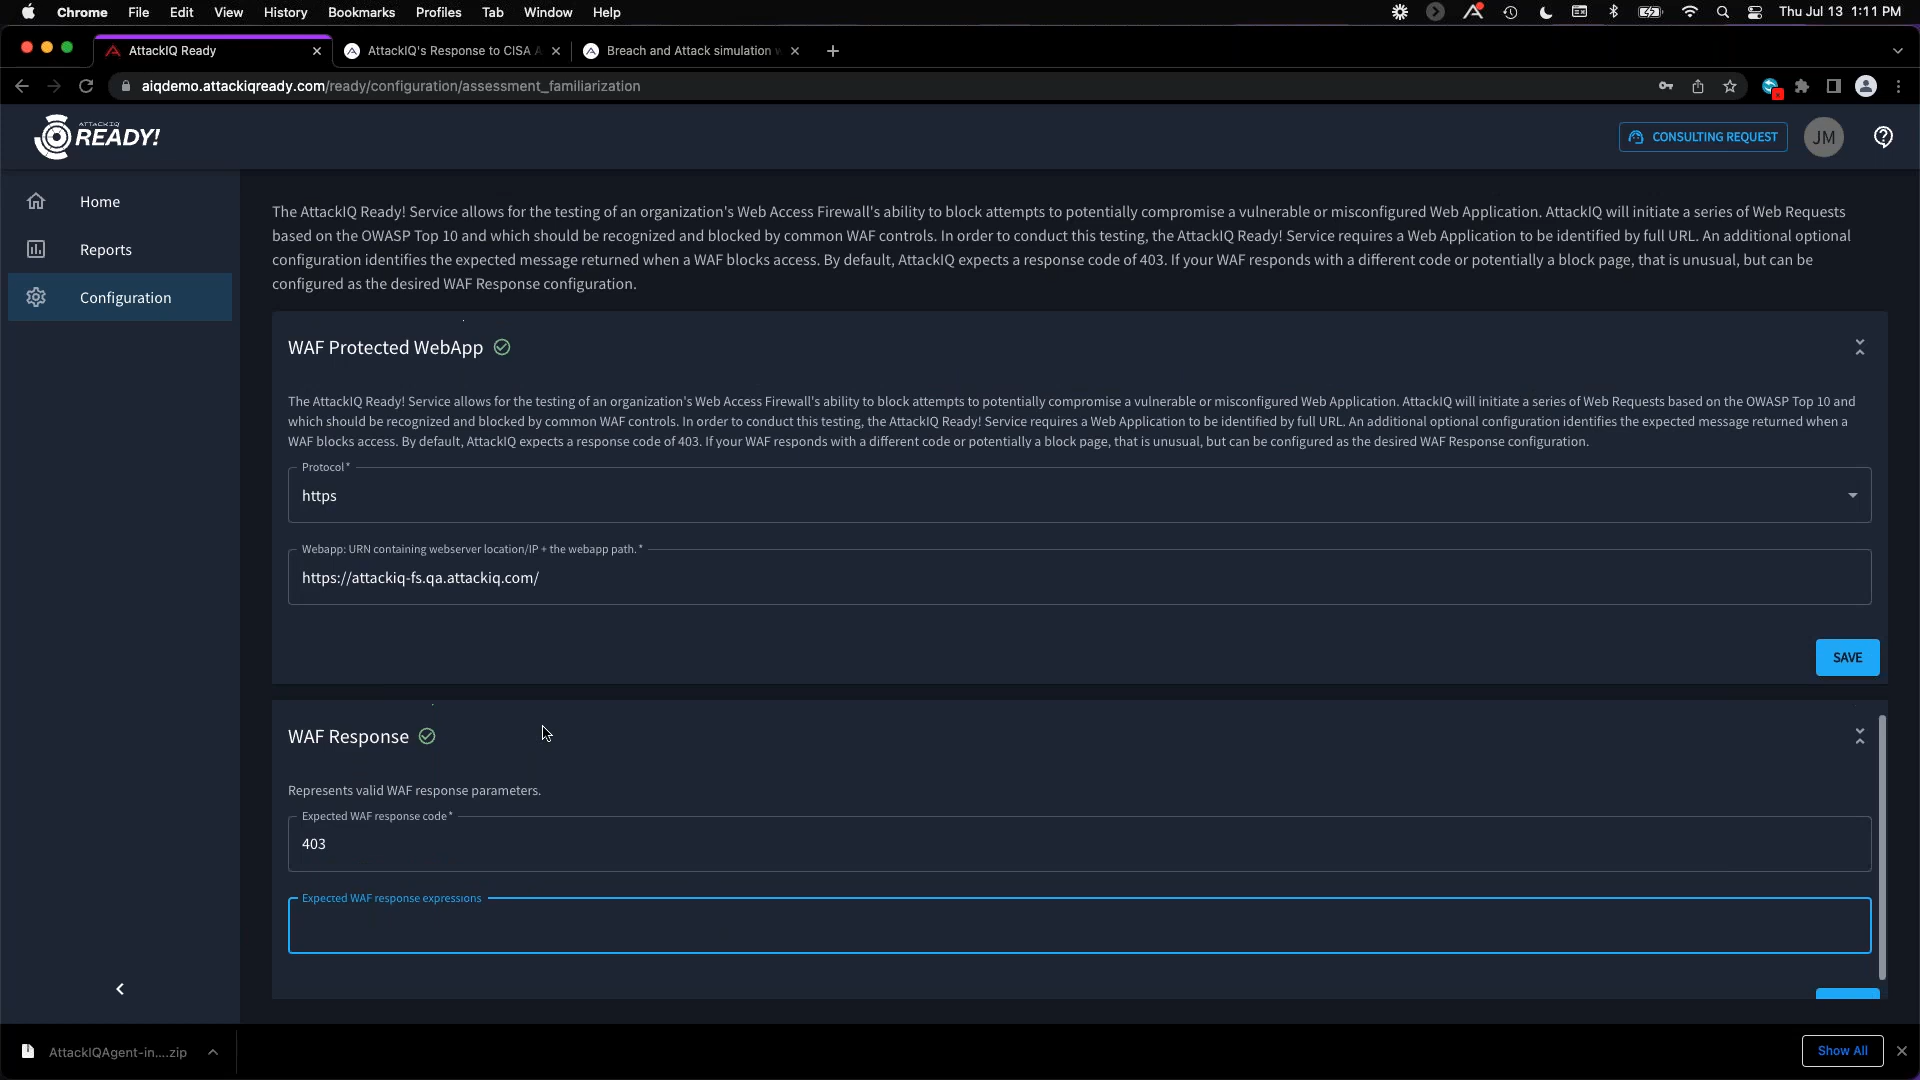 Chrome File Edit View History Bookmarks Profiles Tab Window Help Thu Jul 13 1:11 PM
AttackIQ Ready AttackIQ's Response to CISA A Breach and Attack simulation w
aiqdemo.attackiqready.com/ready/configuration/assessment_familiarization
ATTACKIQ
READY!
CONSULTING REQUEST JM
Home
Reports
Configuration
The AttackIQ Ready! Service allows for the testing of an organization's Web Access Firewall's ability to block attempts to potentially compromise a vulnerable or misconfigured Web Application. AttackIQ will initiate a series of Web Requests
based on the OWASP Top 10 and which should be recognized and blocked by common WAF controls. In order to conduct this testing, the AttackIQ Ready! Service requires a Web Application to be identified by full URL. An additional optional
configuration identifies the expected message returned when a WAF blocks access. By default, AttackIQ expects a response code of 403. If your WAF responds with a different code or potentially a block page, that is unusual, but can be
configured as the desired WAF Response configuration.
WAF Protected WebApp
The AttackIQ Ready! Service allows for the testing of an organization's Web Access Firewall's ability to block attempts to potentially compromise a vulnerable or misconfigured Web Application. AttackIQ will initiate a series of Web Requests based on the OWASP Top 10 and
which should be recognized and blocked by common WAF controls. In order to conduct this testing, the AttackIQ Ready! Service requires a Web Application to be identified by full URL. An additional optional configuration identifies the expected message returned when a
WAF blocks access. By default, AttackIQ expects a response code of 403. If your WAF responds with a different code or potentially a block page, that is unusual, but can be configured as the desired WAF Response configuration.
Protocol*
https
Webapp: URN containing webserver location/IP + the webapp path.*
https://attackiq-fs.qa.attackiq.com/
SAVE
WAF Response
Represents valid WAF response parameters.
Expected WAF response code*
403
Expected WAF response expressions
AttackIQAgent-in....zip
Show All